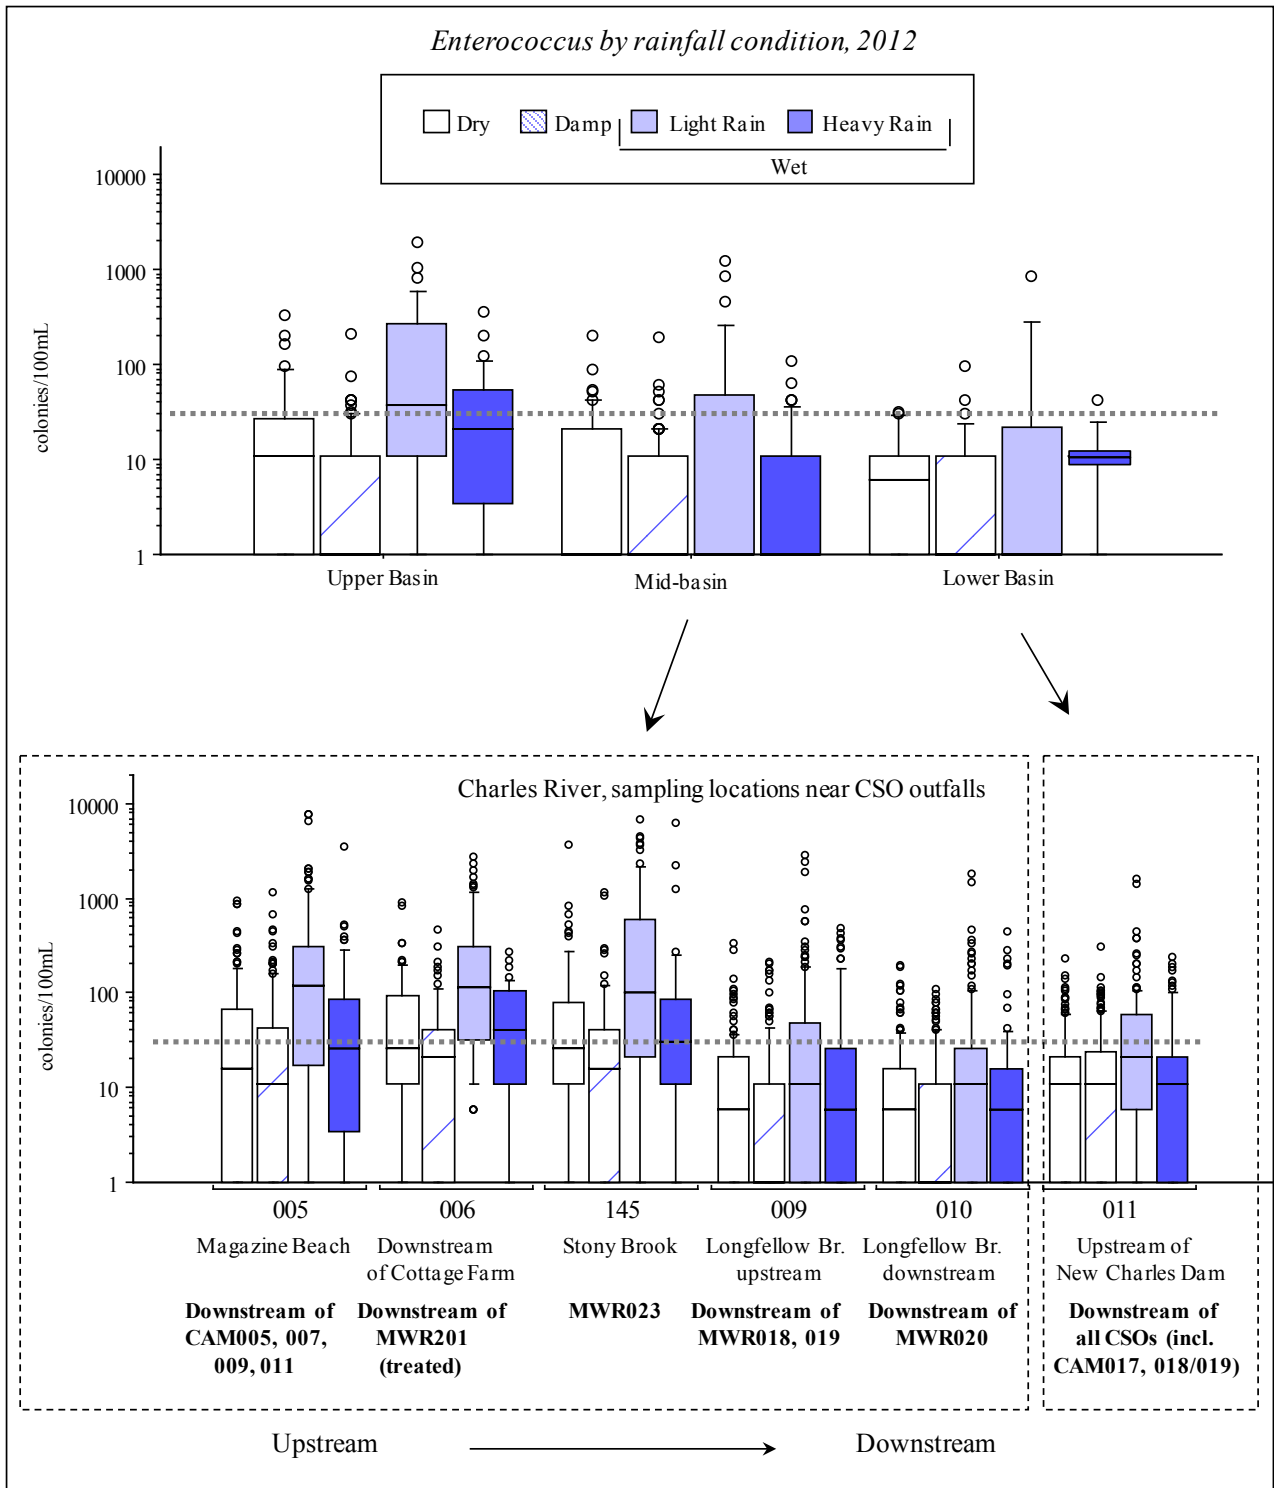 Enterococcus by rainfall condition, 2012
Dry Damp Light Rain Heavy Rain
Wet
10000
1000
100
10
1
colonies/100mL
Upper Basin Mid-basin Lower Basin
Charles River, sampling locations near CSO outfalls
10000
1000
100
10
1
colonies/100mL
005 006 145 009 010 011
Magazine Beach Downstream Stony Brook Longfellow Br. Longfellow Br. Upstream of
of Cottage Farm upstream downstream New Charles Dam
Downstream of Downstream of MWR023 Downstream of Downstream of Downstream of
CAM005, 007, MWR201 MWR018, 019 MWR020 all CSOs (incl.
009, 011 (treated) CAM017, 018/019)
Upstream Downstream